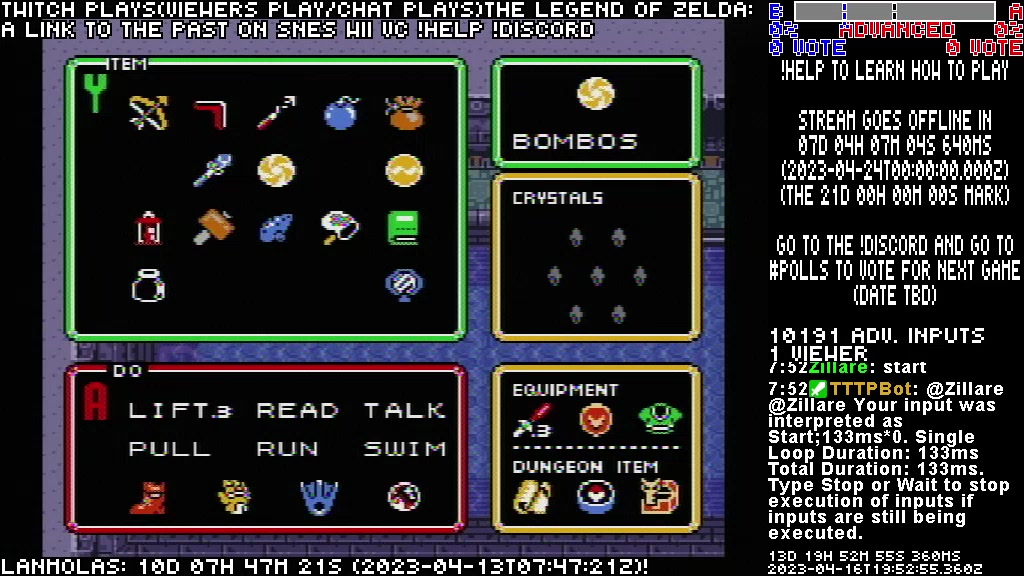 TWITCH PLAYS(VIEWERS PLAY/CHAT PLAYS)THE LEGEND OF ZELDA:
A LINK TO THE PAST ON SNES WII VC !HELP !DISCORD
B A
0% ADVANCED 0%
0 VOTE 0 VOTE
!HELP TO LEARN HOW TO PLAY
STREAM GOES OFFLINE IN
07D 04H 07M 04S 640MS
(2023-04-24T00:00:00.000Z)
(THE 21D 00H 00M 00S MARK)
GO TO THE !DISCORD AND GO TO
#POLLS TO VOTE FOR NEXT GAME
(DATE TBD)
10191 ADV. INPUTS
1 VIEWER
7:52 Zillare: start
7:52 TTTPBot: @Zillare
@Zillare Your input was
interpreted as
Start;133ms*0. Single
Loop Duration: 133ms
Total Duration: 133ms.
Type Stop or Wait to stop
execution of inputs if
inputs are still being
executed.
13D 19H 52M 55S 360MS
2023-04-16T19:52:55.360Z
ITEM
Y
BOMBOS
CRYSTALS
DO
A
LIFT.3 READ TALK
PULL RUN SWIM
EQUIPMENT
.3
DUNGEON ITEM
LANMOLAS: 10D 07H 47M 21S (2023-04-13T07:47:21Z)!